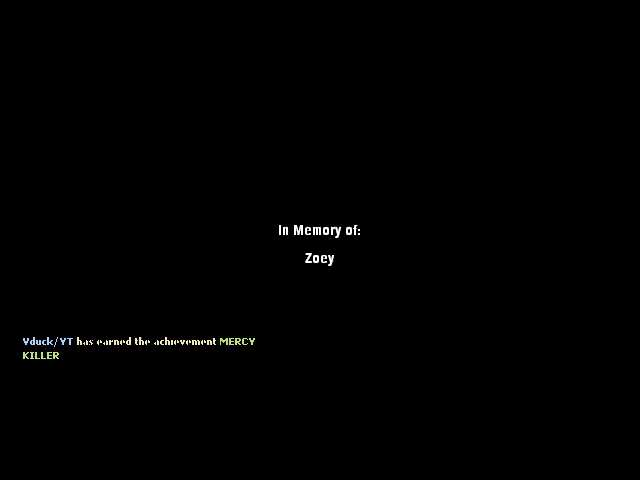 In Memory of:
Zoey
Vduck/YT has earned the achievement MERCY
KILLER